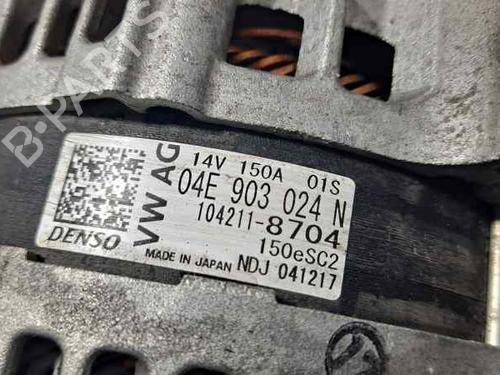 B-PARTS
14V 150A 01S
VW AG
04E 903 024 N
104211-8704
DENSO
150eSC2
MADE IN JAPAN NDJ 041217